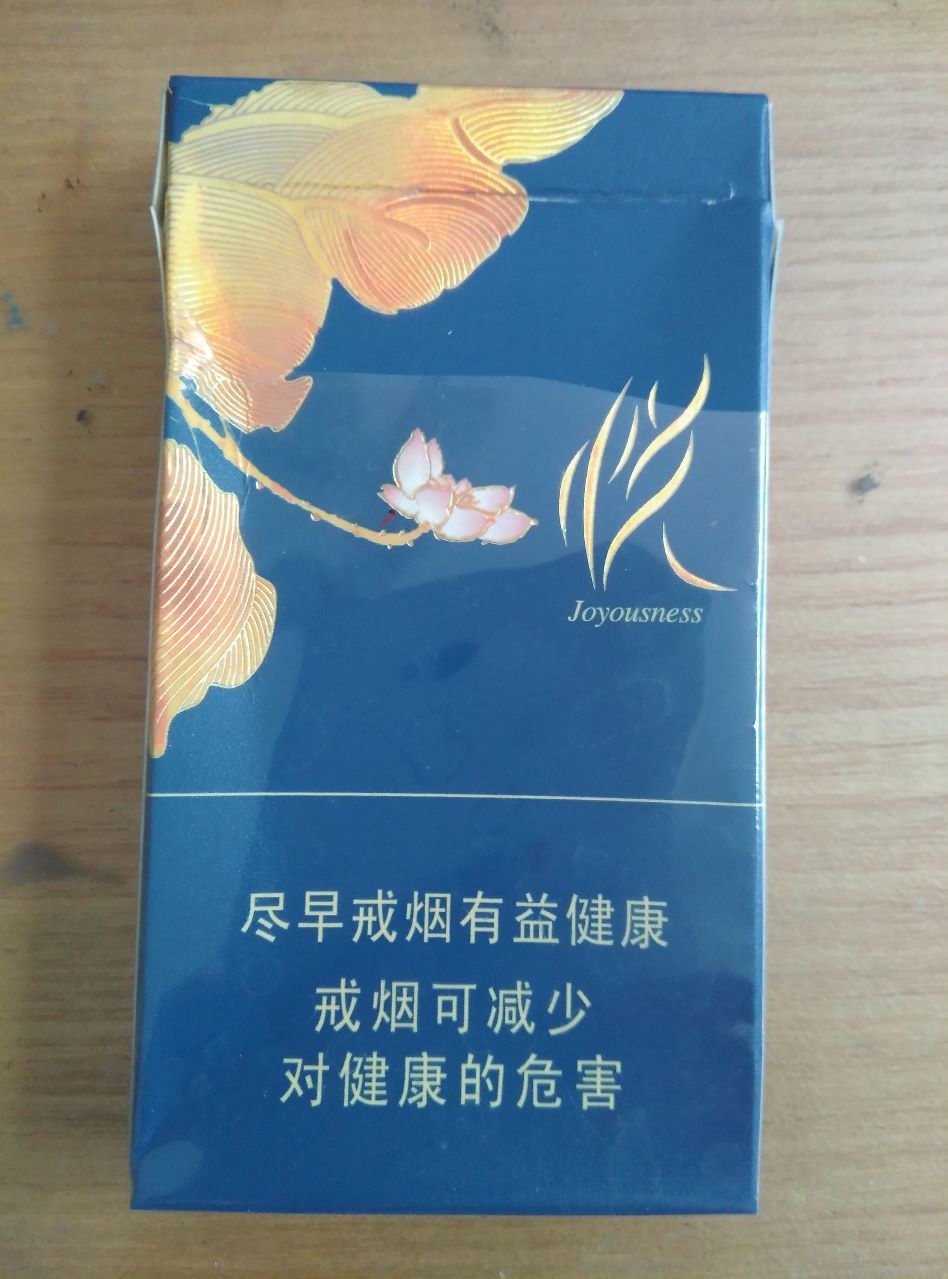 悦
Joyousness
尽早戒烟有益健康
戒烟可减少
对健康的危害